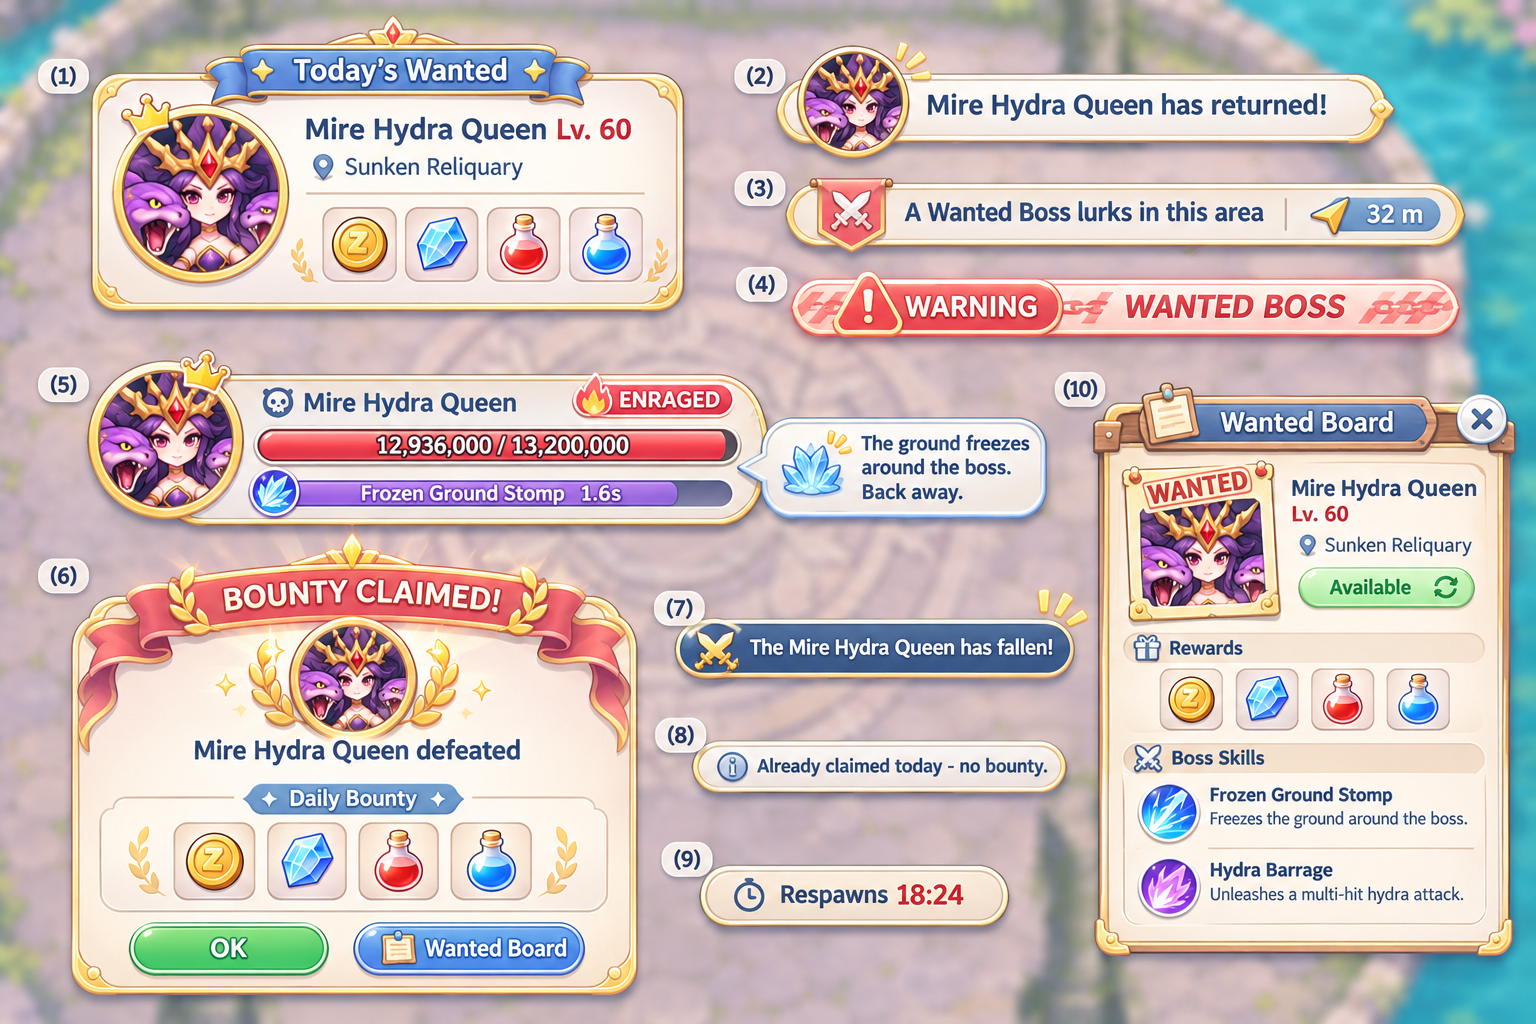 (1)
Today's Wanted
Mire Hydra Queen Lv. 60
Sunken Reliquary
Z
(2)
Mire Hydra Queen has returned!
(3)
A Wanted Boss lurks in this area
32 m
(4)
! WARNING
WANTED BOSS
(5)
Mire Hydra Queen
ENRAGED
12,936,000 / 13,200,000
Frozen Ground Stomp 1.6s
The ground freezes
around the boss.
Back away.
(6)
BOUNTY CLAIMED!
Mire Hydra Queen defeated
Daily Bounty
Z
OK
Wanted Board
(7)
The Mire Hydra Queen has fallen!
(8)
i Already claimed today - no bounty.
(9)
Respawns 18:24
(10)
Wanted Board
X
WANTED
Mire Hydra Queen
Lv. 60
Sunken Reliquary
Available
Rewards
Z
Boss Skills
Frozen Ground Stomp
Freezes the ground around the boss.
Hydra Barrage
Unleashes a multi-hit hydra attack.